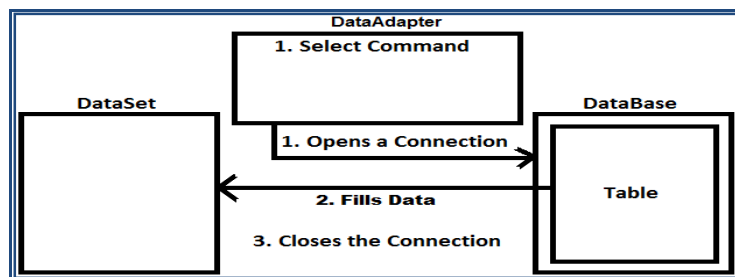 DataAdapter
1. Select Command
DataSet
DataBase
1. Opens a Connection
2. Fills Data
Table
3. Closes the Connection